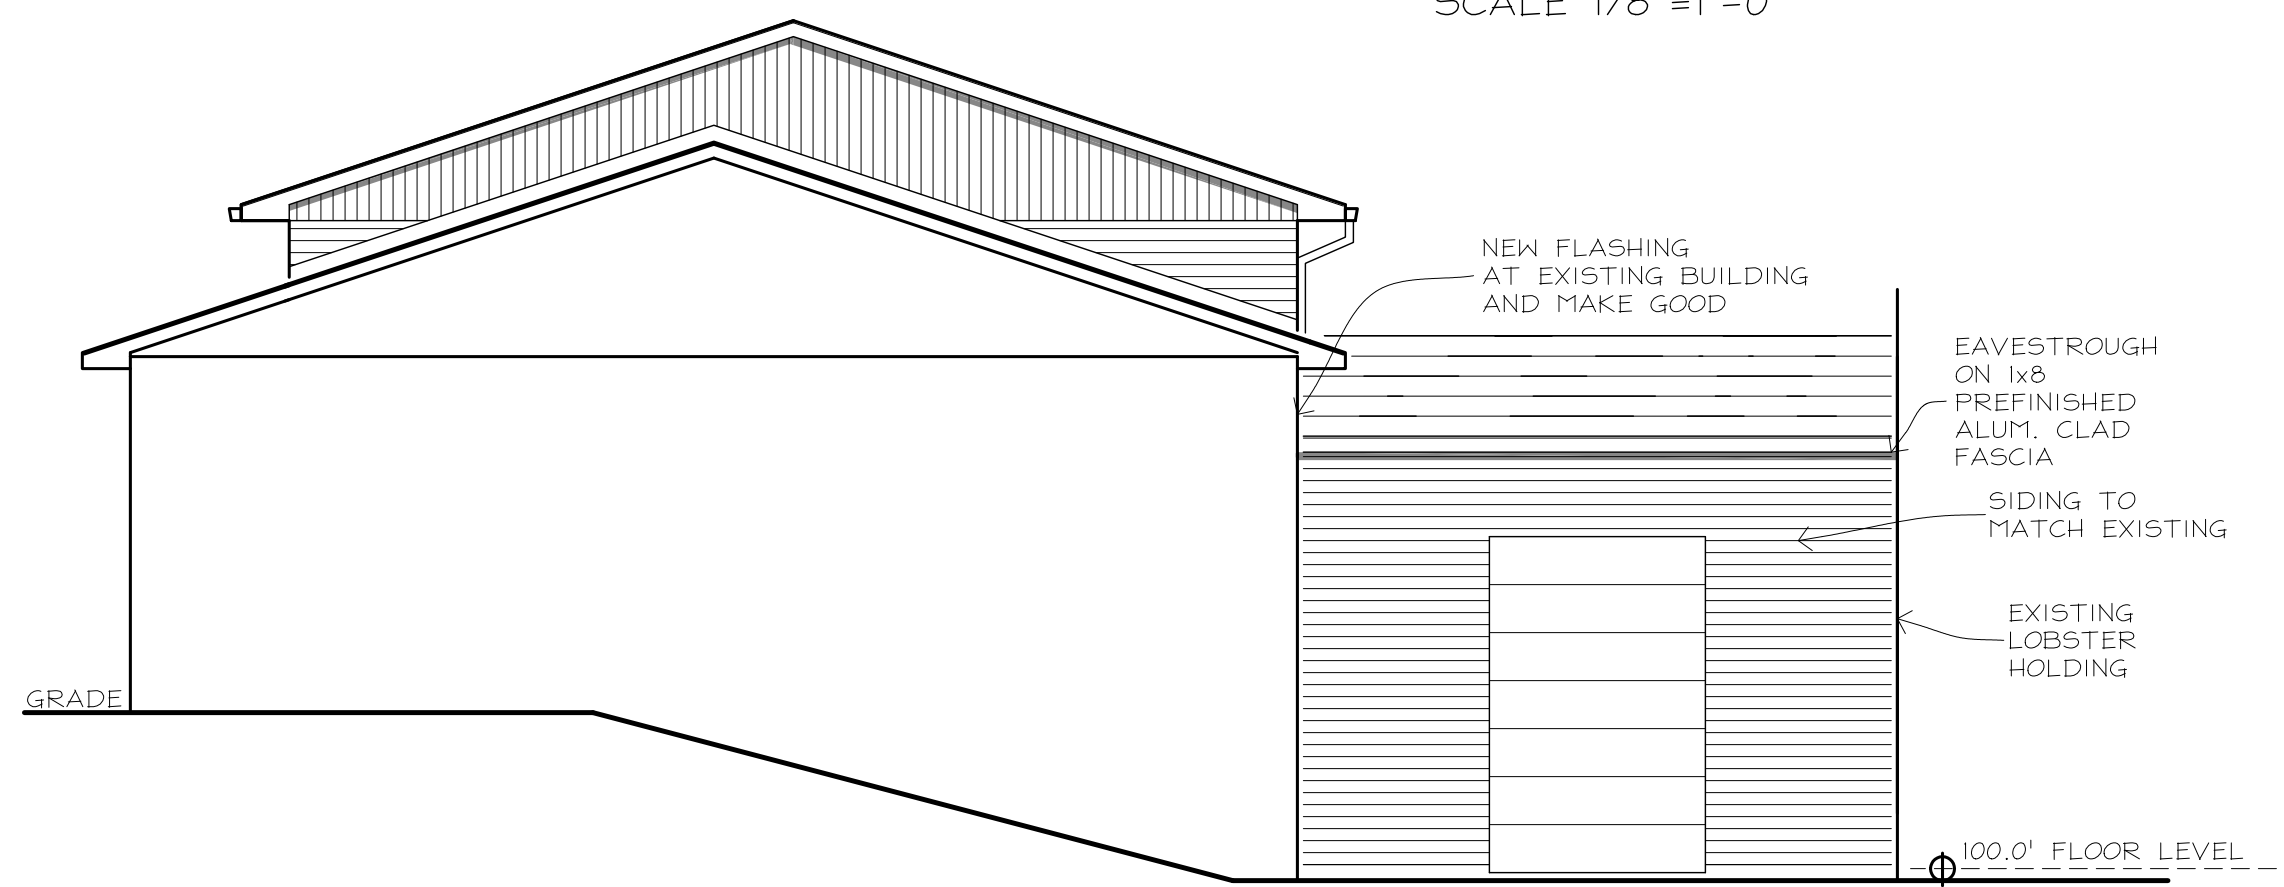 SCALE 1/8"=1'-0"
NEW FLASHING
AT EXISTING BUILDING
AND MAKE GOOD
EAVESTROUGH
ON 1x8
PREFINISHED
ALUM. CLAD
FASCIA
SIDING TO
MATCH EXISTING
EXISTING
LOBSTER
HOLDING
GRADE
100.0' FLOOR LEVEL